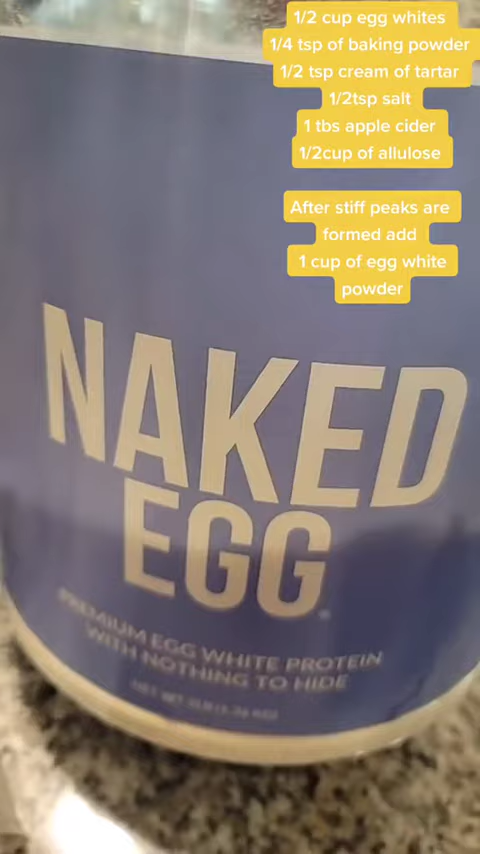 1/2 cup egg whites
1/4 tsp of baking powder
1/2 tsp cream of tartar
1/2tsp salt
1 tbs apple cider
1/2cup of allulose
After stiff peaks are
formed add
1 cup of egg white
powder
NAKED
EGG
PREMIUM EGG WHITE PROTEIN
WITH NOTHING TO HIDE
NET WT.